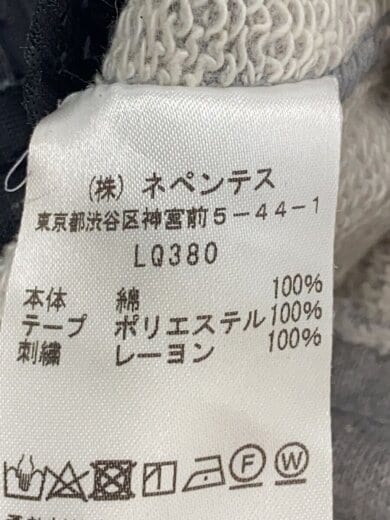 (株) ネペンテス
東京都渋谷区神宮前5-44-1
LQ380
本体 綿 100%
テープ ポリエステル 100%
刺繍 レーヨン 100%
F W